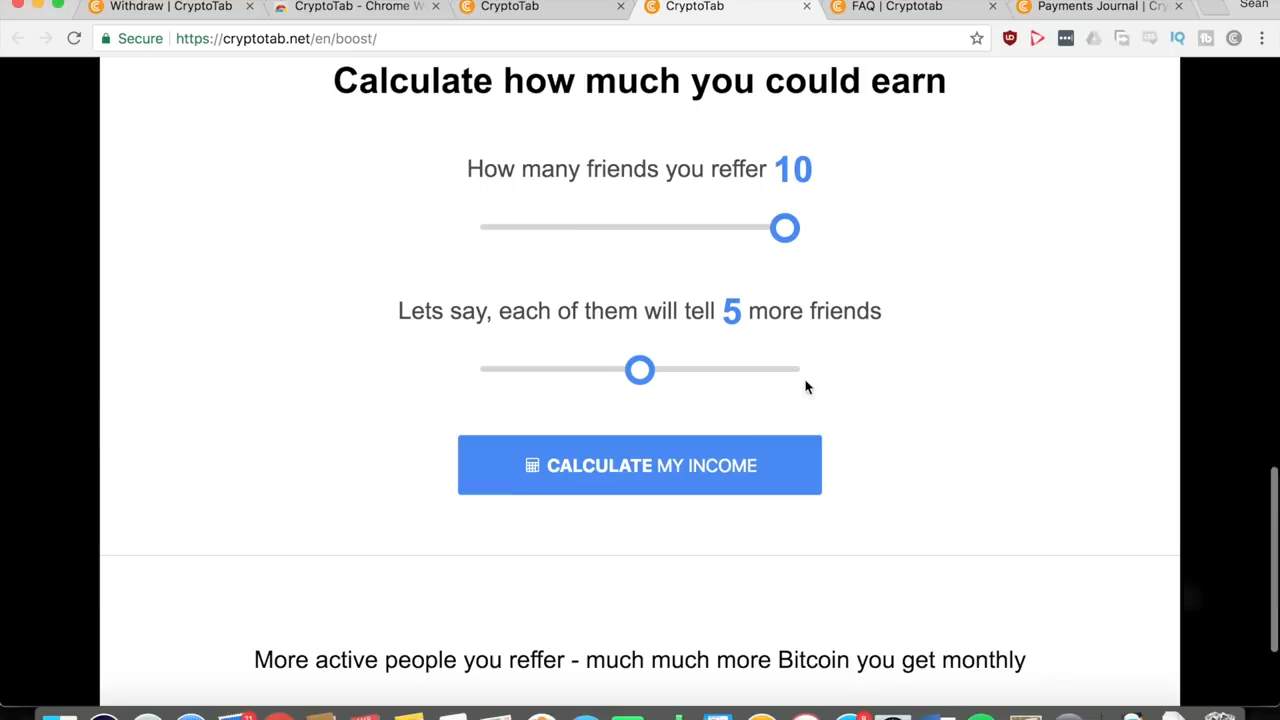 Withdraw | CryptoTab
CryptoTab - Chrome W
CryptoTab
CryptoTab
FAQ | Cryptotab
Payments Journal | Cry
Sean
Secure
https://cryptotab.net/en/boost/
Calculate how much you could earn
How many friends you reffer 10
Lets say, each of them will tell 5 more friends
CALCULATE MY INCOME
More active people you reffer - much much more Bitcoin you get monthly